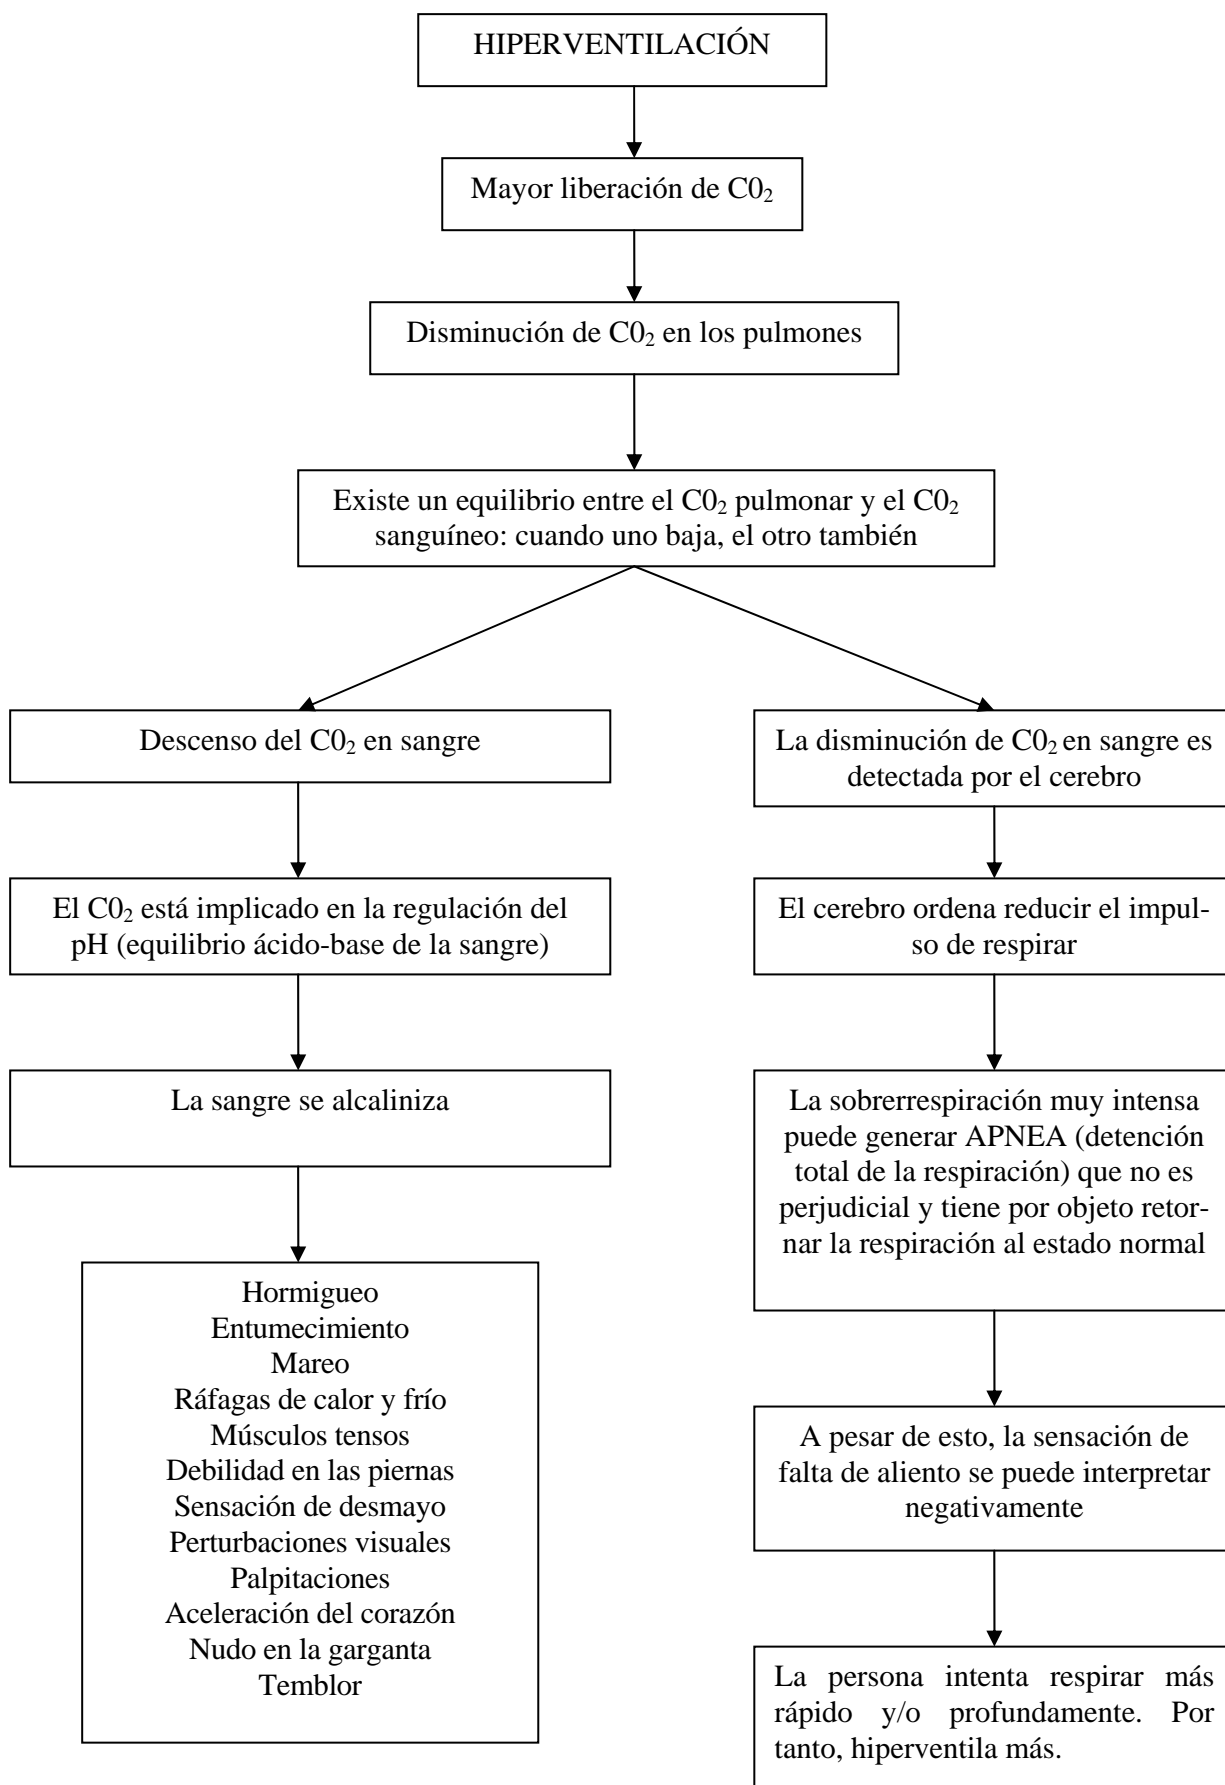 HIPERVENTILACIÓN
Mayor liberación de C0₂
Disminución de C0₂ en los pulmones
Existe un equilibrio entre el C0₂ pulmonar y el C0₂
sanguíneo: cuando uno baja, el otro también
Descenso del C0₂ en sangre
El C0₂ está implicado en la regulación del
pH (equilibrio ácido-base de la sangre)
La sangre se alcaliniza
Hormigueo
Entumecimiento
Mareo
Ráfagas de calor y frío
Músculos tensos
Debilidad en las piernas
Sensación de desmayo
Perturbaciones visuales
Palpitaciones
Aceleración del corazón
Nudo en la garganta
Temblor
La disminución de C0₂ en sangre es
detectada por el cerebro
El cerebro ordena reducir el impul-
so de respirar
La sobrerrespiración muy intensa
puede generar APNEA (detención
total de la respiración) que no es
perjudicial y tiene por objeto retor-
nar la respiración al estado normal
A pesar de esto, la sensación de
falta de aliento se puede interpretar
negativamente
La persona intenta respirar más
rápido y/o profundamente. Por
tanto, hiperventila más.